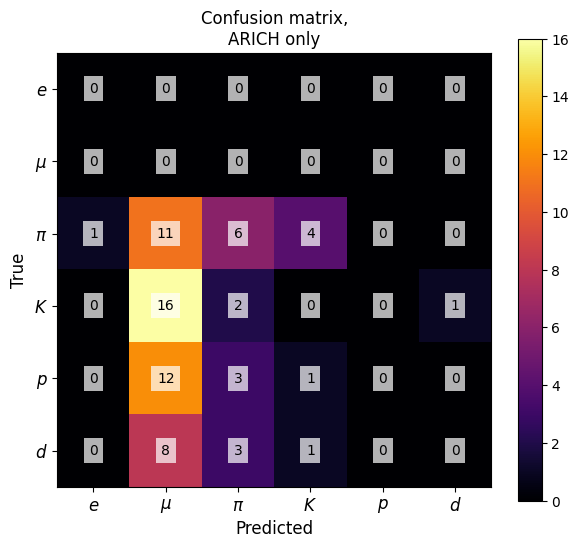 Confusion matrix,
ARICH only
True
e 0 0 0 0 0 0
μ 0 0 0 0 0 0
π 1 11 6 4 0 0
K 0 16 2 0 0 1
p 0 12 3 1 0 0
d 0 8 3 1 0 0
e μ π K p d
Predicted
16
14
12
10
8
6
4
2
0